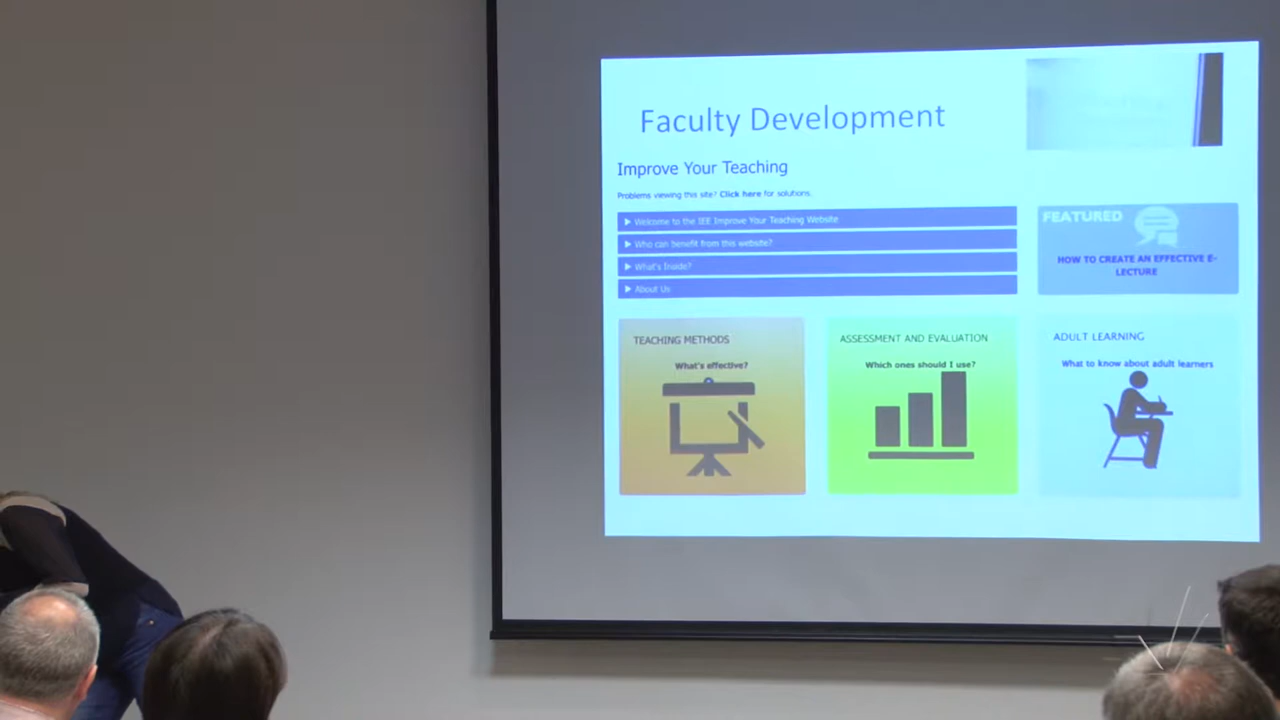 Faculty Development
Improve Your Teaching
Problems viewing this site? Click here for solutions.
Welcome to the IEE Improve Your Teaching Website
Who can benefit from this website?
What's Inside?
About Us
FEATURED
HOW TO CREATE AN EFFECTIVE E-
LECTURE
TEACHING METHODS
What's effective?
ASSESSMENT AND EVALUATION
Which ones should I use?
ADULT LEARNING
What to know about adult learners